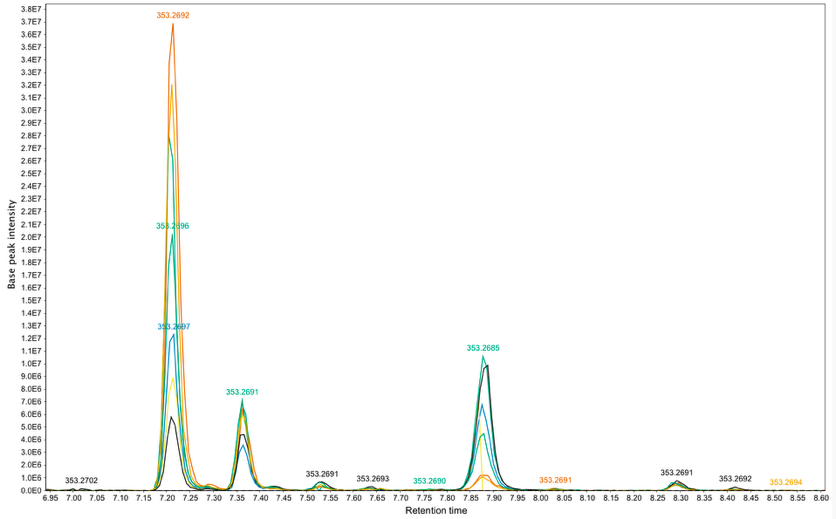 3.8E7
3.7E7
3.6E7
3.5E7
3.4E7
3.3E7
3.2E7
3.1E7
3.0E7
2.9E7
2.8E7
2.7E7
2.6E7
2.5E7
2.4E7
2.3E7
2.2E7
2.1E7
2.0E7
1.9E7
1.8E7
1.7E7
1.6E7
1.5E7
1.4E7
1.3E7
1.2E7
1.1E7
1.0E7
9.0E6
8.0E6
7.0E6
6.0E6
5.0E6
4.0E6
3.0E6
2.0E6
1.0E6
0.0E0
Base peak intensity
353.2692
353.2696
353.2697
353.2691
353.2685
353.2702
353.2691
353.2693
353.2690
353.2691
353.2691
353.2692
353.2694
6.95 7.00 7.05 7.10 7.15 7.20 7.25 7.30 7.35 7.40 7.45 7.50 7.55 7.60 7.65 7.70 7.75 7.80 7.85 7.90 7.95 8.00 8.05 8.10 8.15 8.20 8.25 8.30 8.35 8.40 8.45 8.50 8.55 8.60
Retention time